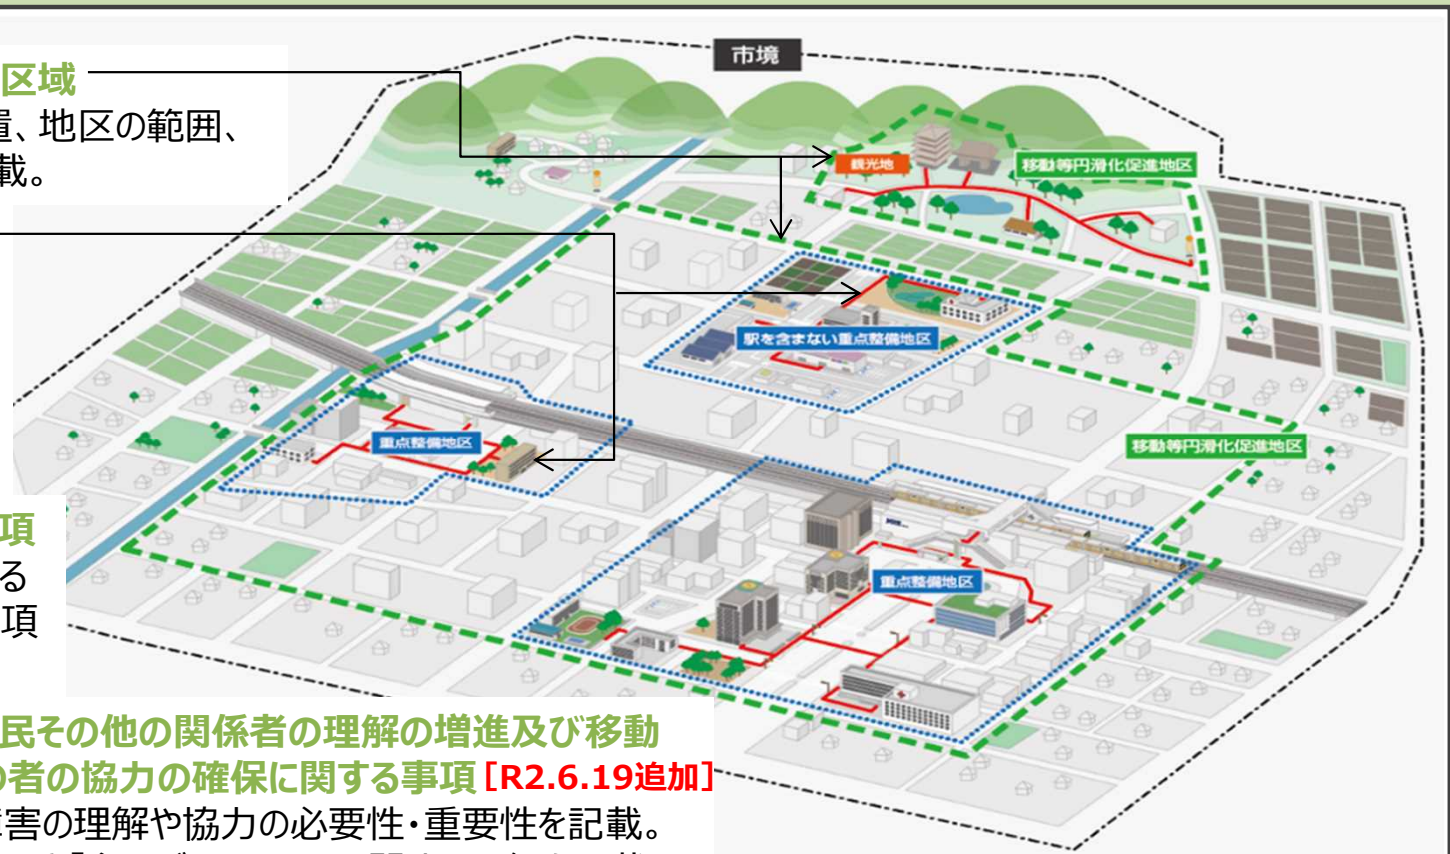 市境
区域
置、地区の範囲、
載。
観光地
移動等円滑化促進地区
駅を含まない重点整備地区
重点整備地区
移動等円滑化促進地区
項
る
項
重点整備地区
民その他の関係者の理解の増進及び移動
の者の協力の確保に関する事項[R2.6.19追加]
障害の理解や協力の必要性・重要性を記載。